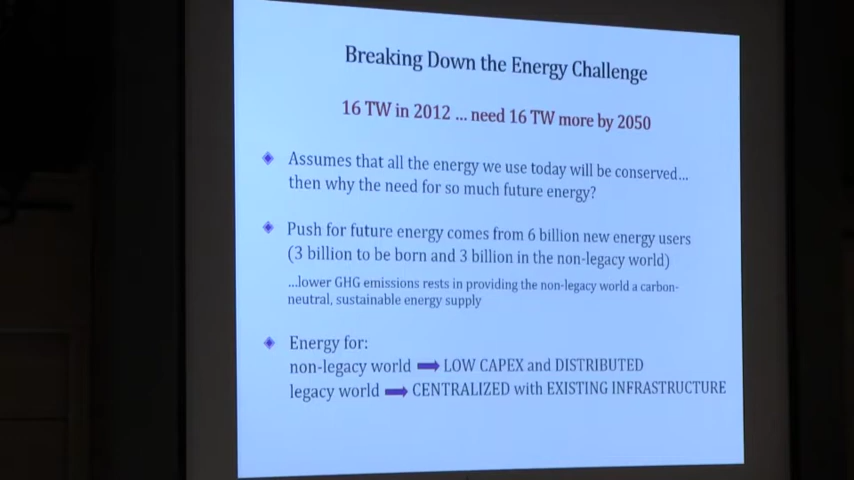 Breaking Down the Energy Challenge
16 TW in 2012 ... need 16 TW more by 2050
Assumes that all the energy we use today will be conserved...
then why the need for so much future energy?
Push for future energy comes from 6 billion new energy users
(3 billion to be born and 3 billion in the non-legacy world)
...lower GHG emissions rests in providing the non-legacy world a carbon-
neutral, sustainable energy supply
Energy for:
non-legacy world ➡ LOW CAPEX and DISTRIBUTED
legacy world ➡ CENTRALIZED with EXISTING INFRASTRUCTURE